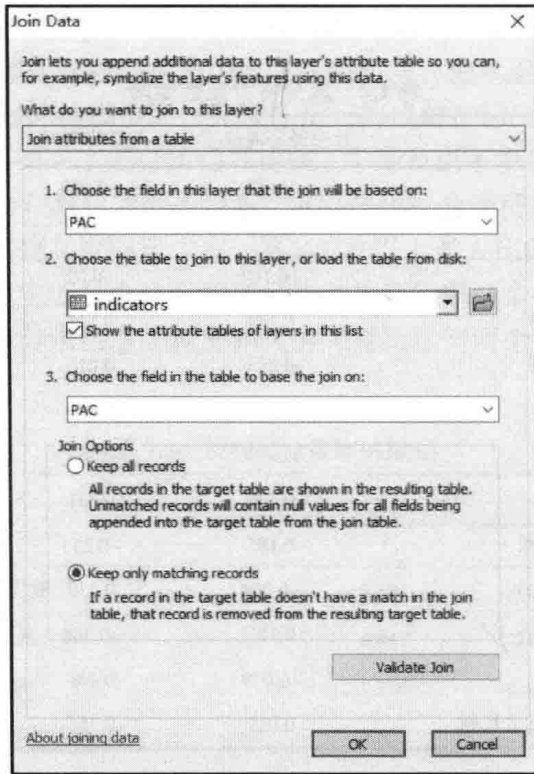 Join Data
Join lets you append additional data to this layer's attribute table so you can,
for example, symbolize the layer's features using this data.
What do you want to join to this layer?
Join attributes from a table
1. Choose the field in this layer that the join will be based on:
PAC
2. Choose the table to join to this layer, or load the table from disk:
indicators
Show the attribute tables of layers in this list
3. Choose the field in the table to base the join on:
PAC
Join Options
Keep all records
All records in the target table are shown in the resulting table.
Unmatched records will contain null values for all fields being
appended into the target table from the join table.
Keep only matching records
If a record in the target table doesn't have a match in the join
table, that record is removed from the resulting target table.
Validate Join
About joining data
OK
Cancel